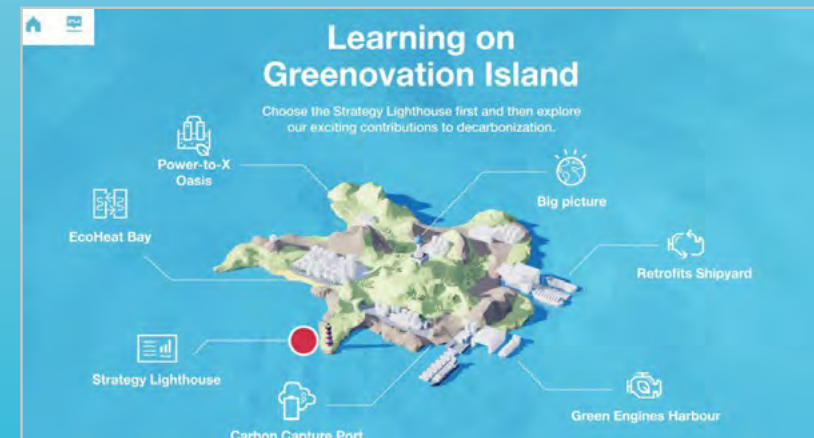 Learning on
Greenovation Island
Choose the Strategy Lighthouse first and then explore
our exciting contributions to decarbonization.
Power-to-X
Oasis
Big picture
EcoHeat Bay
Retrofits Shipyard
Strategy Lighthouse
Green Engines Harbour
Carbon Capture Port